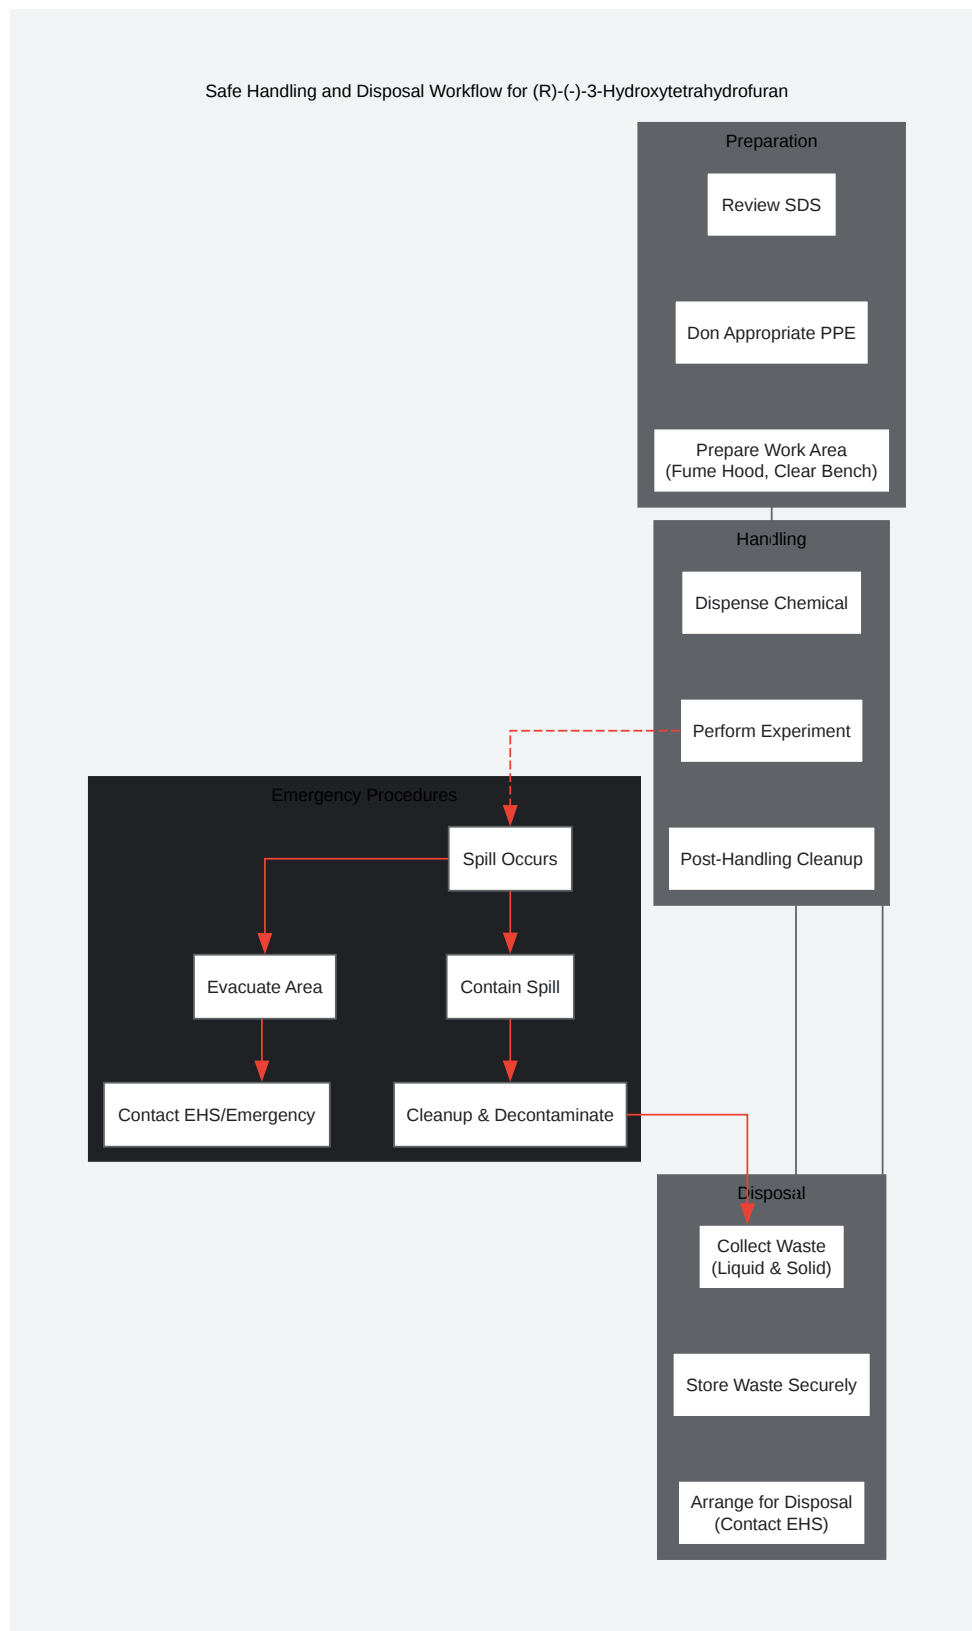 Safe Handling and Disposal Workflow for (R)-(-)-3-Hydroxytetrahydrofuran
Preparation
Review SDS
Don Appropriate PPE
Prepare Work Area
(Fume Hood, Clear Bench)
Handling
Dispense Chemical
Perform Experiment
Post-Handling Cleanup
Emergency Procedures
Spill Occurs
Evacuate Area
Contain Spill
Contact EHS/Emergency
Cleanup & Decontaminate
Disposal
Collect Waste
(Liquid & Solid)
Store Waste Securely
Arrange for Disposal
(Contact EHS)